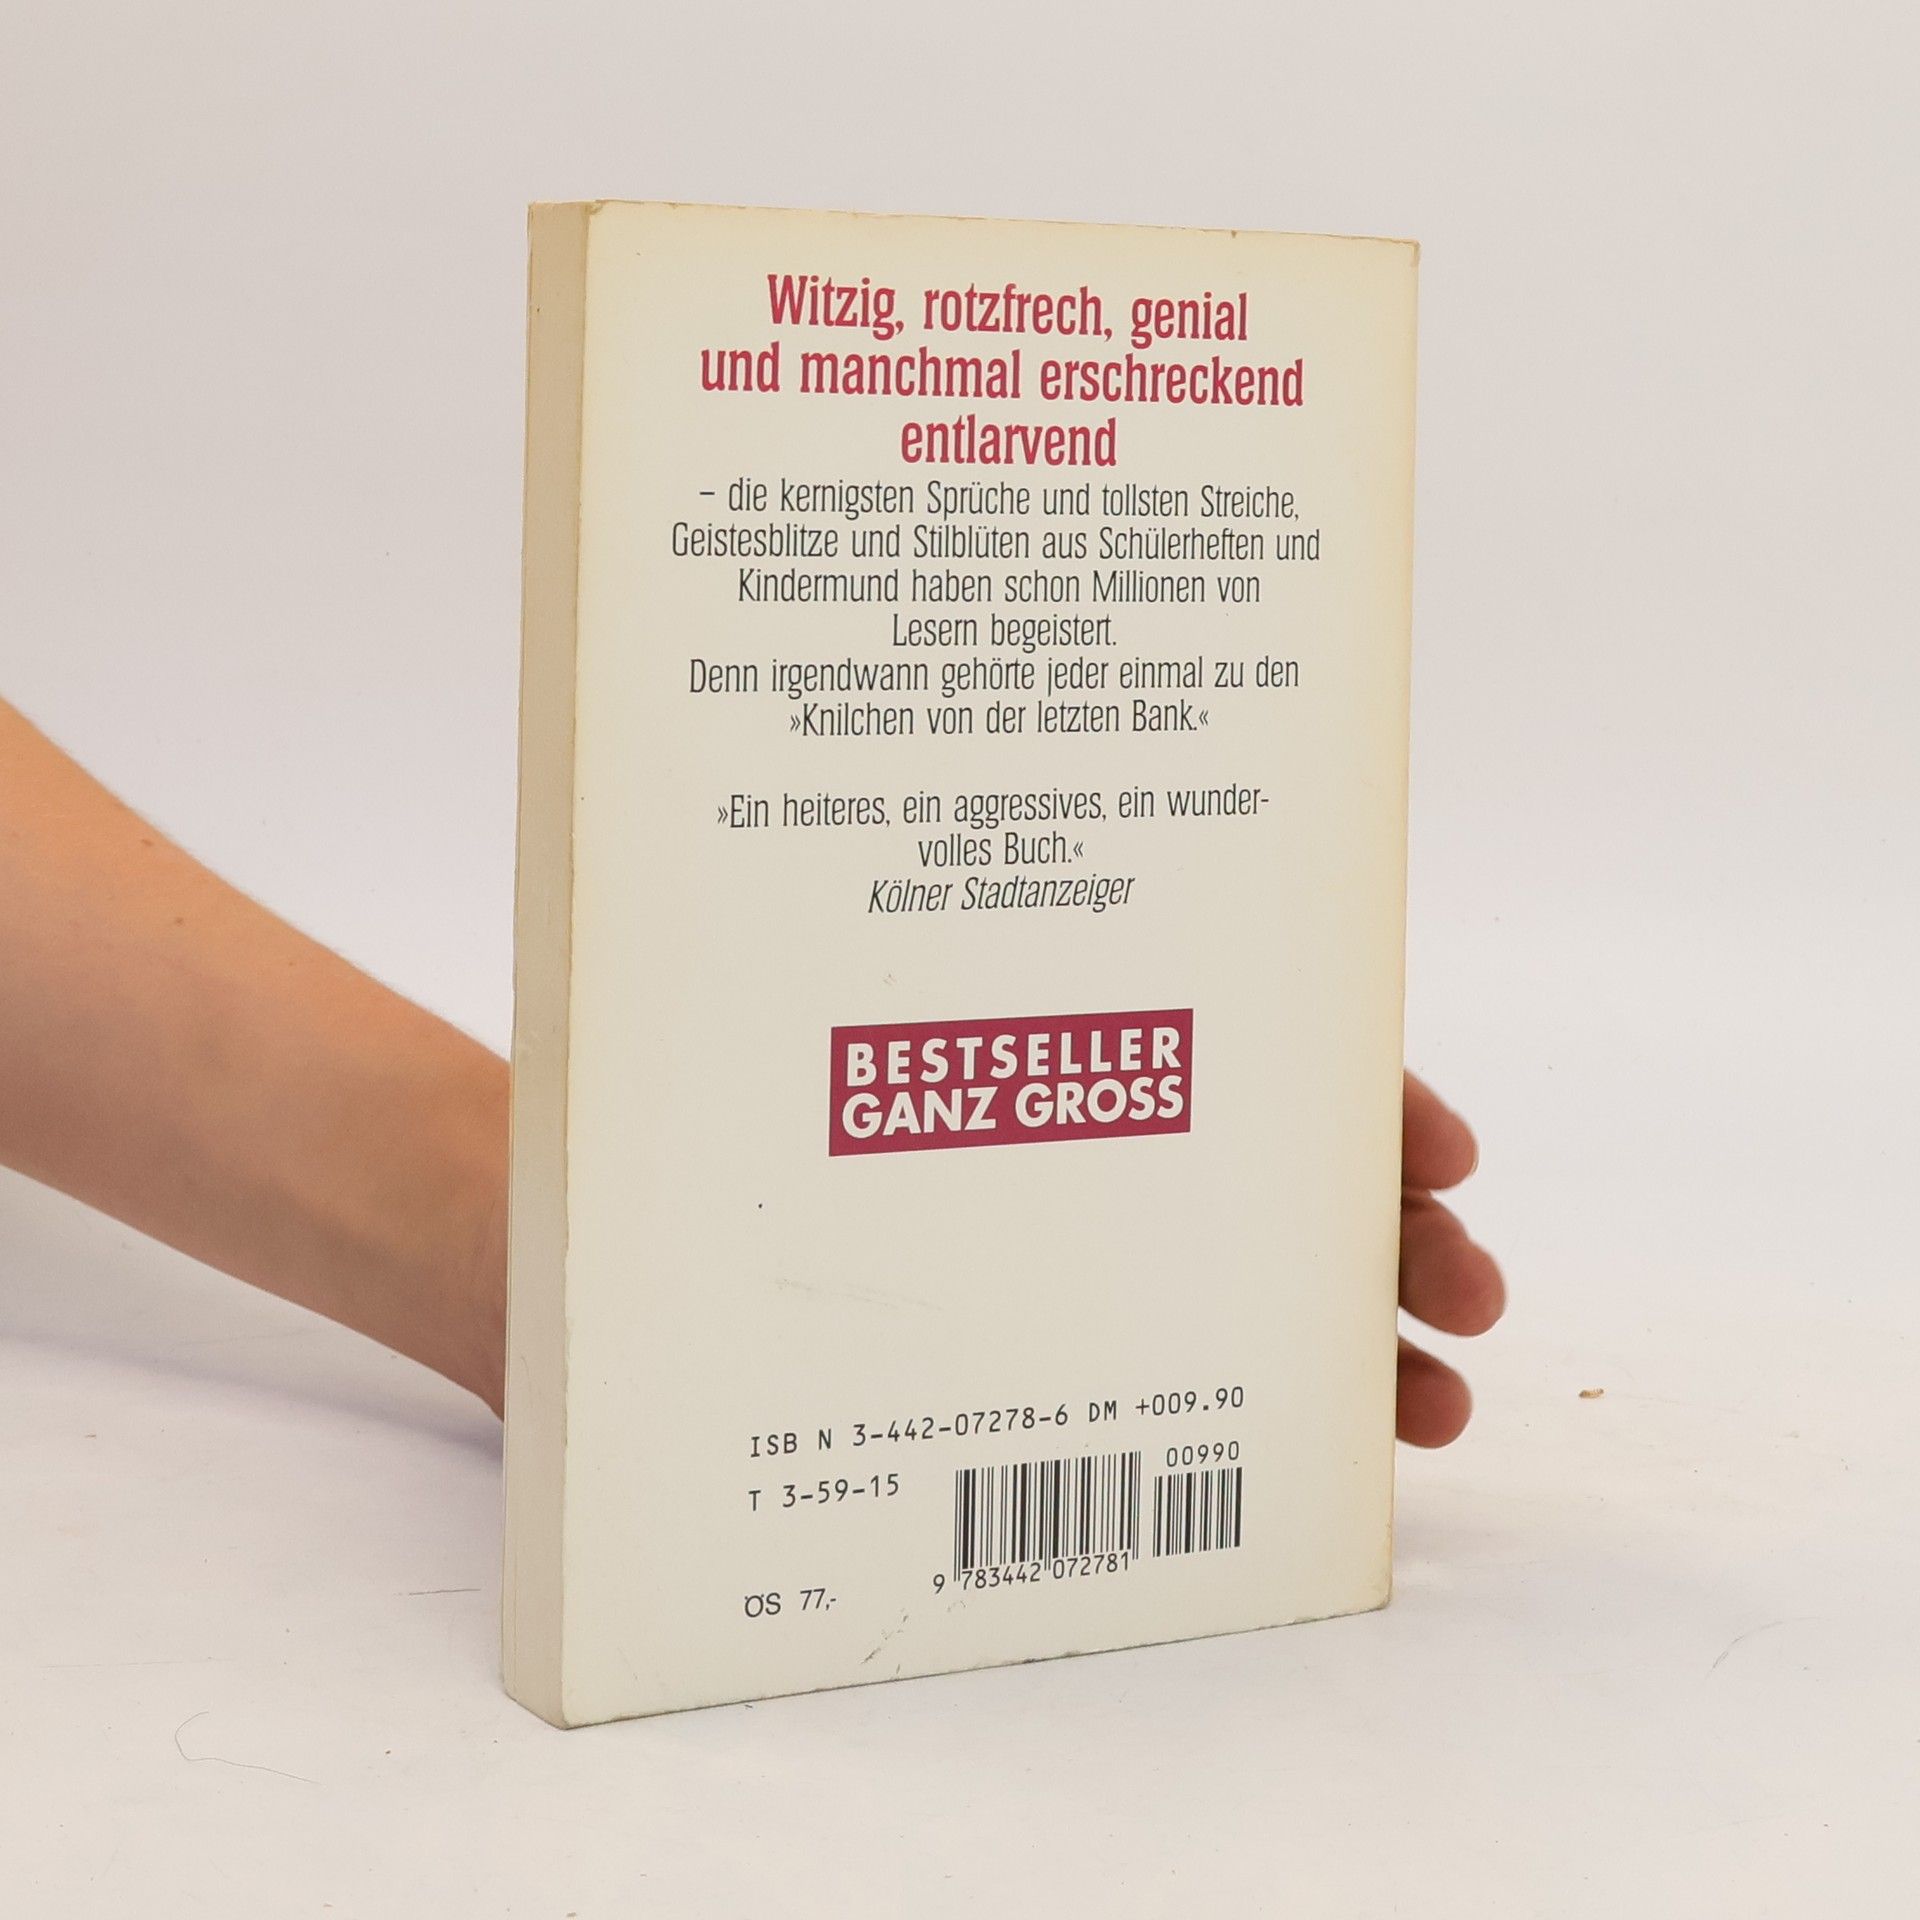 Witzig, rotzfrech, genial
und manchmal erschreckend
entlarvend
– die kernigsten Sprüche und tollsten Streiche,
Geistesblitze und Stilblüten aus Schülerheften und
Kindermund haben schon Millionen von
Lesern begeistert.
Denn irgendwann gehörte jeder einmal zu den
»Knilchen von der letzten Bank.«
»Ein heiteres, ein aggressives, ein wunder-
volles Buch.«
Kölner Stadtanzeiger
BESTSELLER
GANZ GROSS
ISB N 3-442-07278-6 DM +009.90
T 3-59-15
00990
9 783442 072781
ÖS 77,-